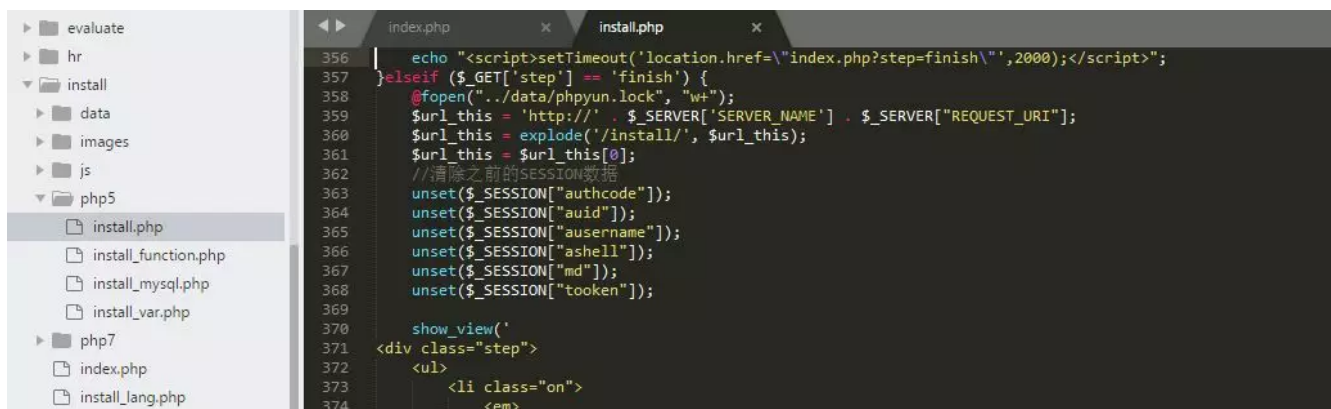 evaluate
hr
install
data
images
js
php5
install.php
install_function.php
install_mysql.php
install_var.php
php7
index.php
install_lang.php
index.php × install.php ×
356 echo "<script>setTimeout('location.href=\"index.php?step=finish\"',2000);</script>";
357 }elseif ($_GET['step'] == 'finish') {
358 @fopen("../data/phpyun.lock", "w+");
359 $url_this = 'http://' . $_SERVER['SERVER_NAME'] . $_SERVER["REQUEST_URI"];
360 $url_this = explode('/install/', $url_this);
361 $url_this = $url_this[0];
362 //清除之前的SESSION数据
363 unset($_SESSION["authcode"]);
364 unset($_SESSION["auid"]);
365 unset($_SESSION["ausername"]);
366 unset($_SESSION["ashell"]);
367 unset($_SESSION["md"]);
368 unset($_SESSION["tooken"]);
369
370 show_view('
371 <div class="step">
372 <ul>
373 <li class="on">
374 <em>